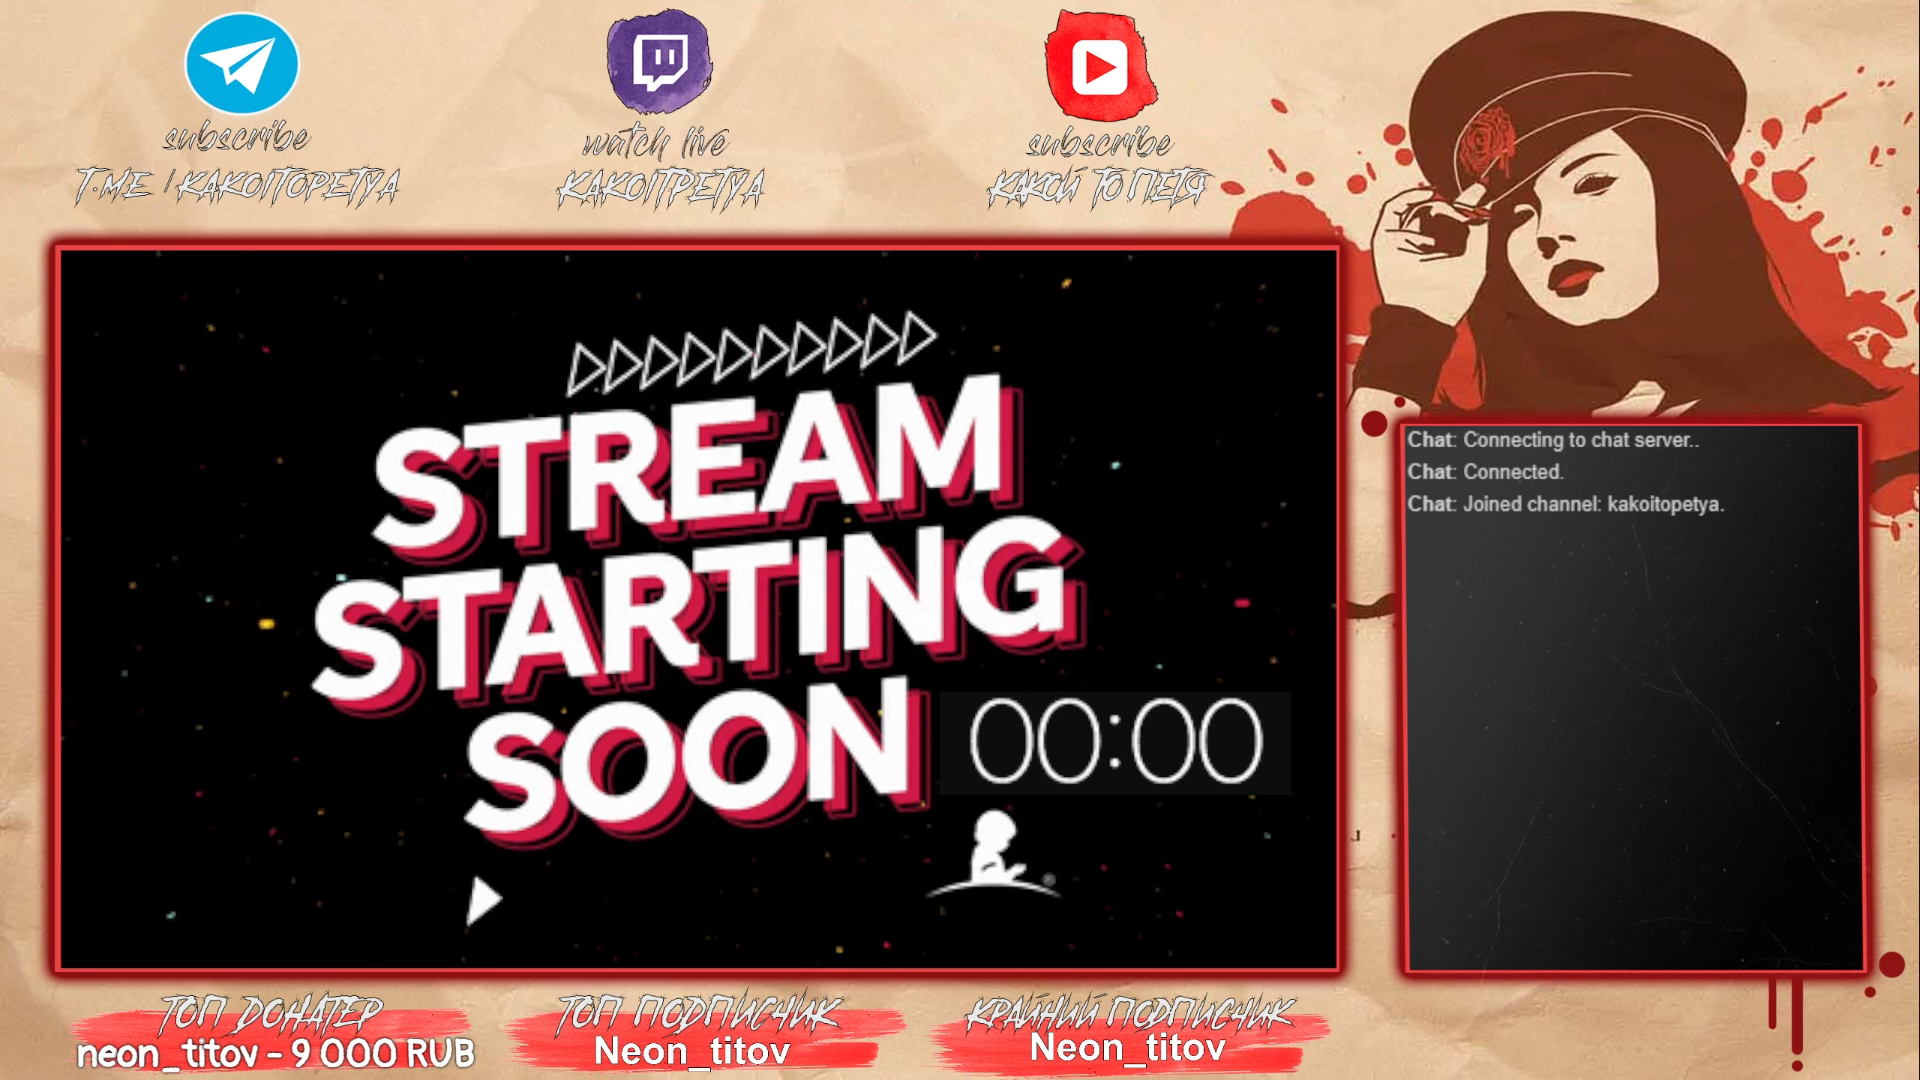 subscribe
T.ME / KAKOITOPETYA
watch live
KAKOITPETYA
subscribe
КАКОЙ ТО ПЕТЯ
STREAM
STARTING
SOON
00:00
®
Chat: Connecting to chat server..
Chat: Connected.
Chat: Joined channel: kakoitopetya.
ТОП ДОНАТЕР
neon_titov - 9 000 RUB
ТОП ПОДПИСЧИК
Neon_titov
КРАЙНИЙ ПОДПИСЧИК
Neon_titov